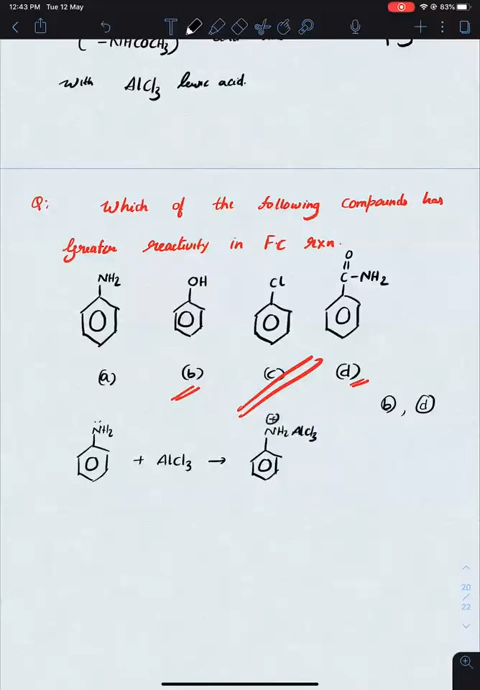 12:43 PM Tue 12 May
83%
(-NHCOCH3)
with AlCl3 lewis acid.
Q: Which of the following compounds has
Greater reactivity in F.C rxn.
NH2 OH Cl O
C-NH2
(a) (b) (c) (d)
b, d
NH2 + AlCl3 → NH2 AlCl3
+
20
/
22